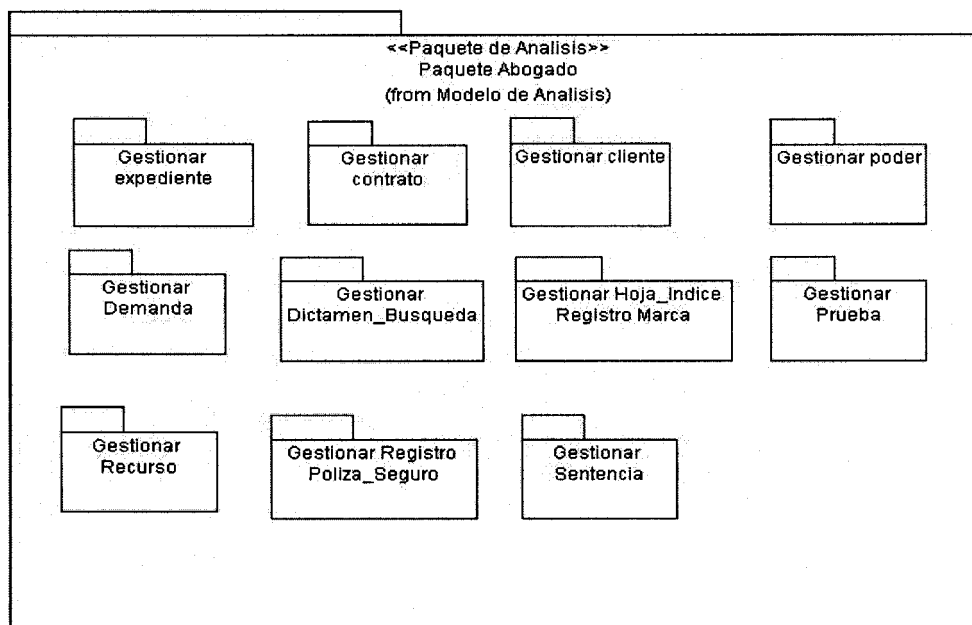 <<Paquete de Analisis>>
Paquete Abogado
(from Modelo de Analisis)
Gestionar
expediente
Gestionar
contrato
Gestionar cliente
Gestionar poder
Gestionar
Demanda
Gestionar
Dictamen_Busqueda
Gestionar Hoja_Indice
Registro Marca
Gestionar
Prueba
Gestionar
Recurso
Gestionar Registro
Poliza_Seguro
Gestionar
Sentencia